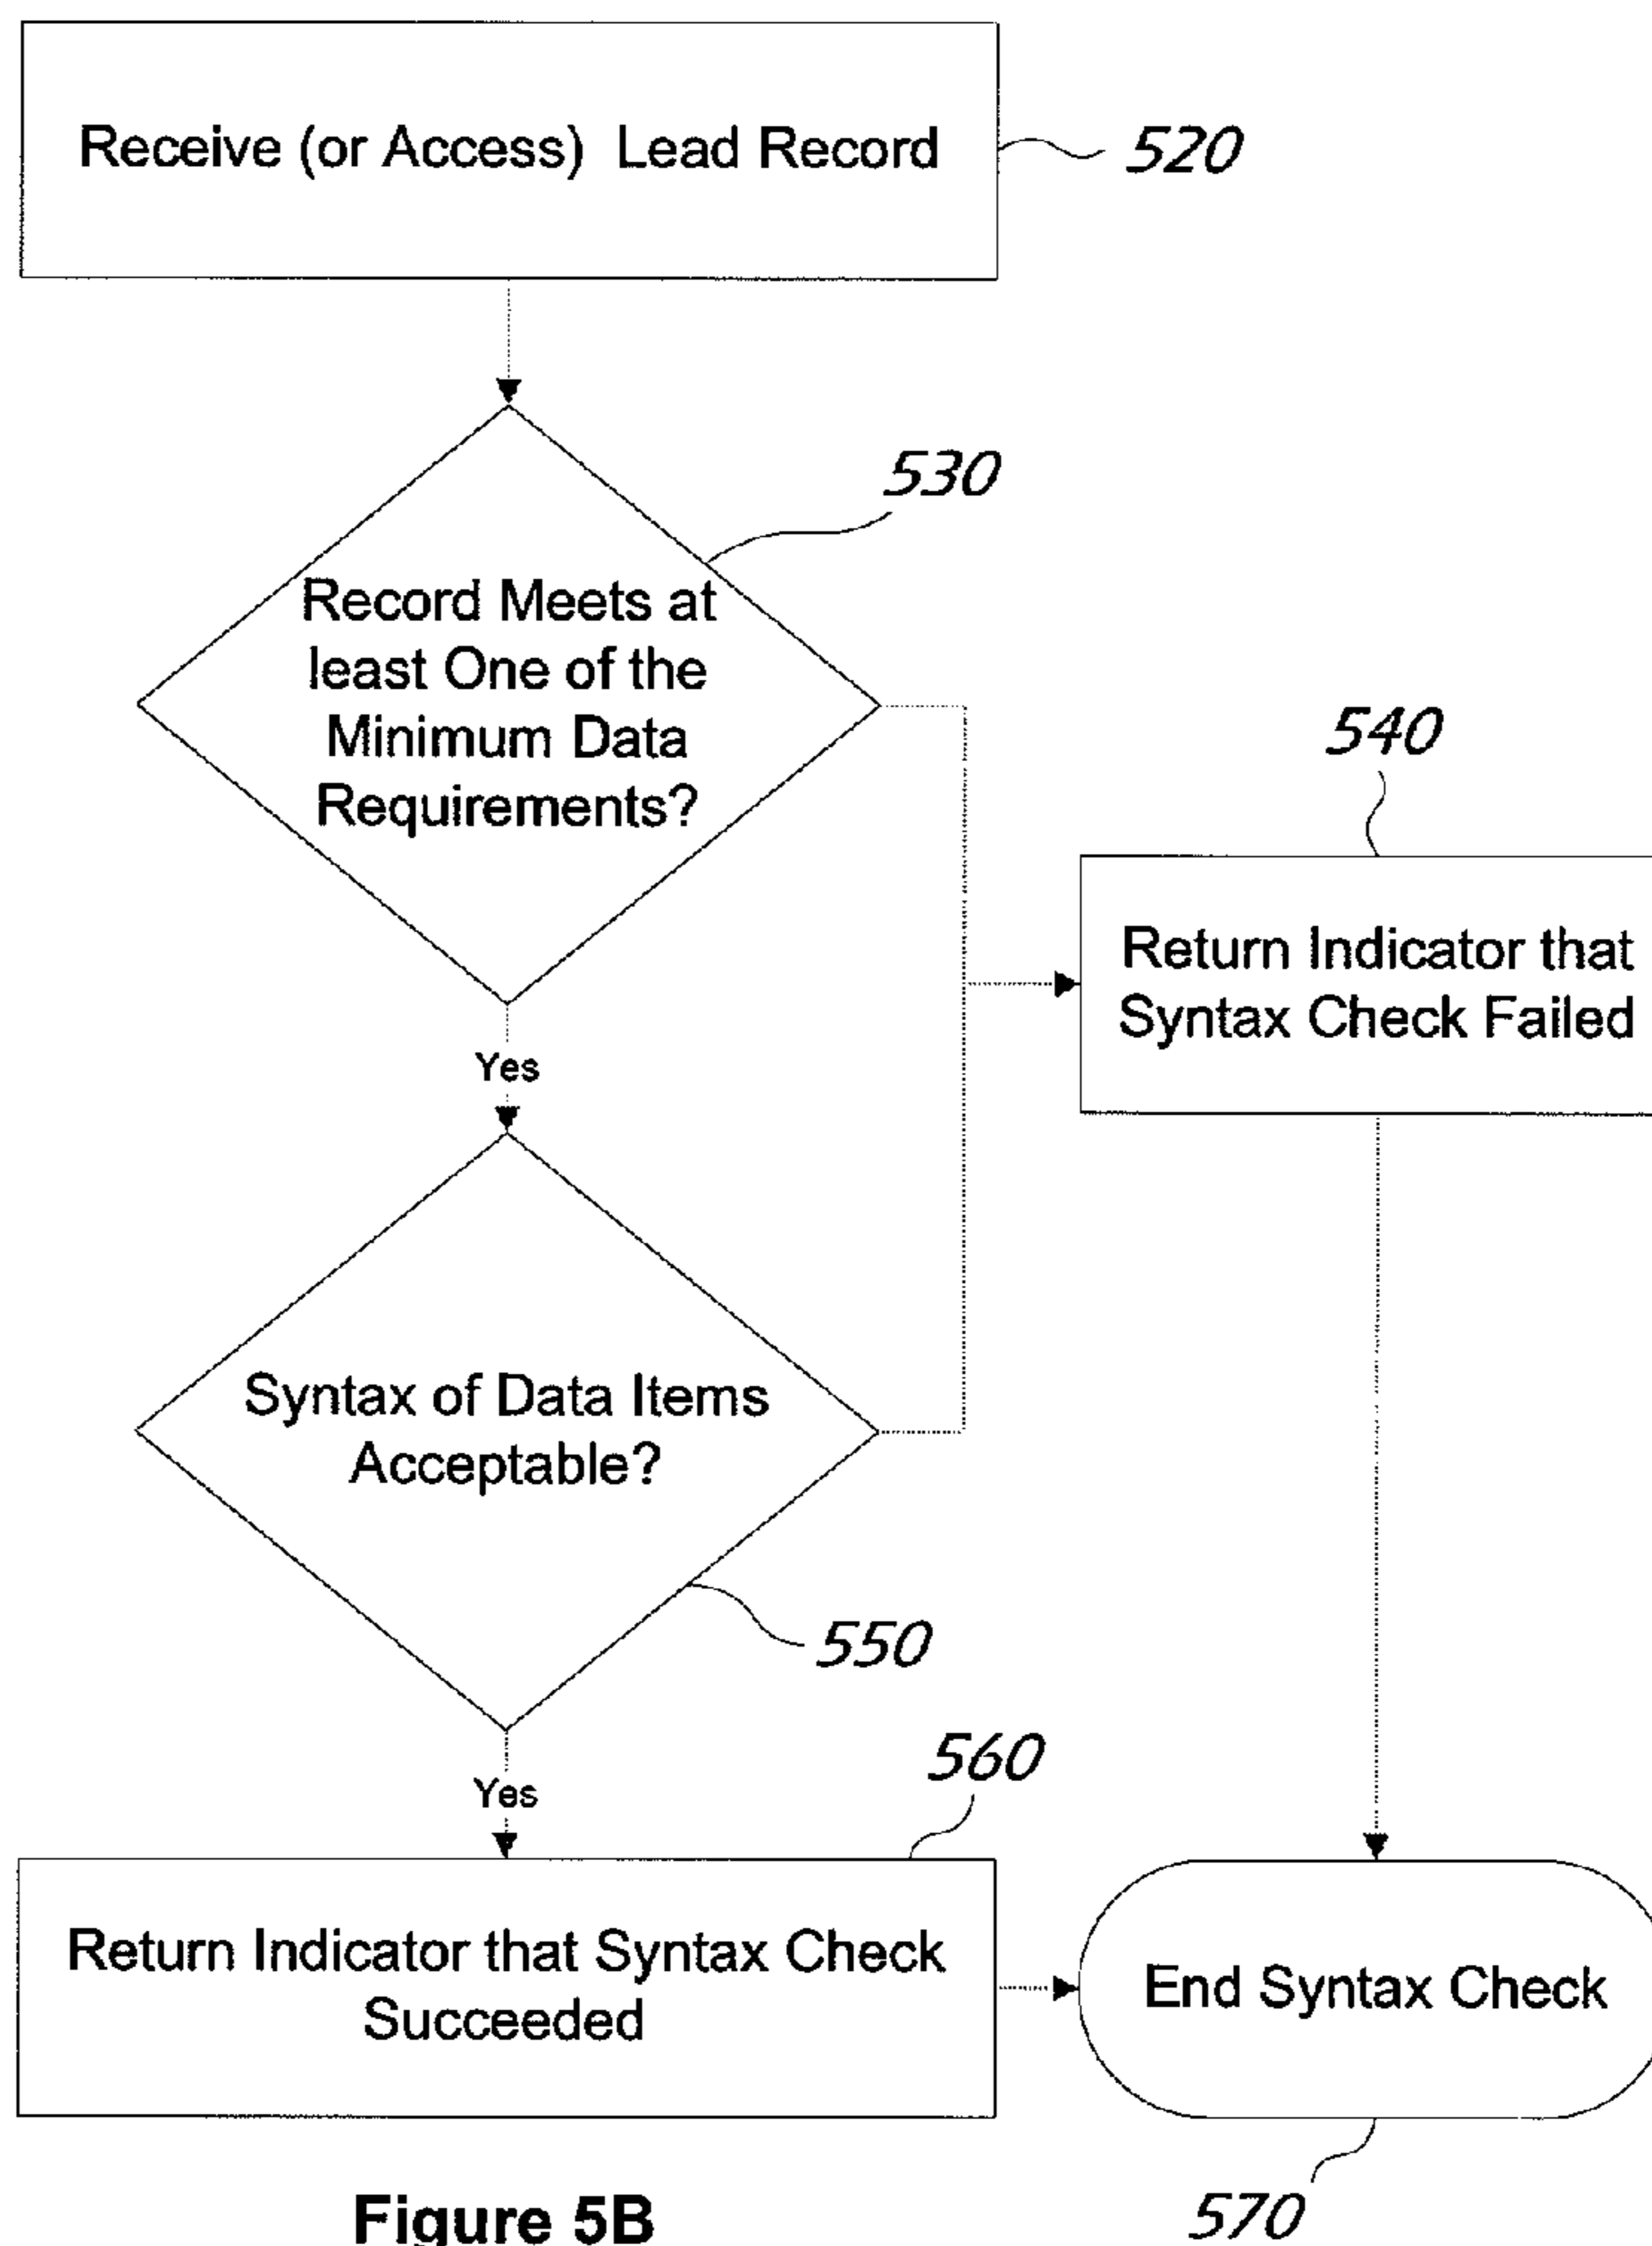 Receive (or Access) Lead Record
520
530
Record Meets at
least One of the
Minimum Data
Requirements?
540
Return Indicator that
Syntax Check Failed
Yes
Syntax of Data Items
Acceptable?
550
Yes
560
Return Indicator that Syntax Check
Succeeded
End Syntax Check
Figure 5B
570